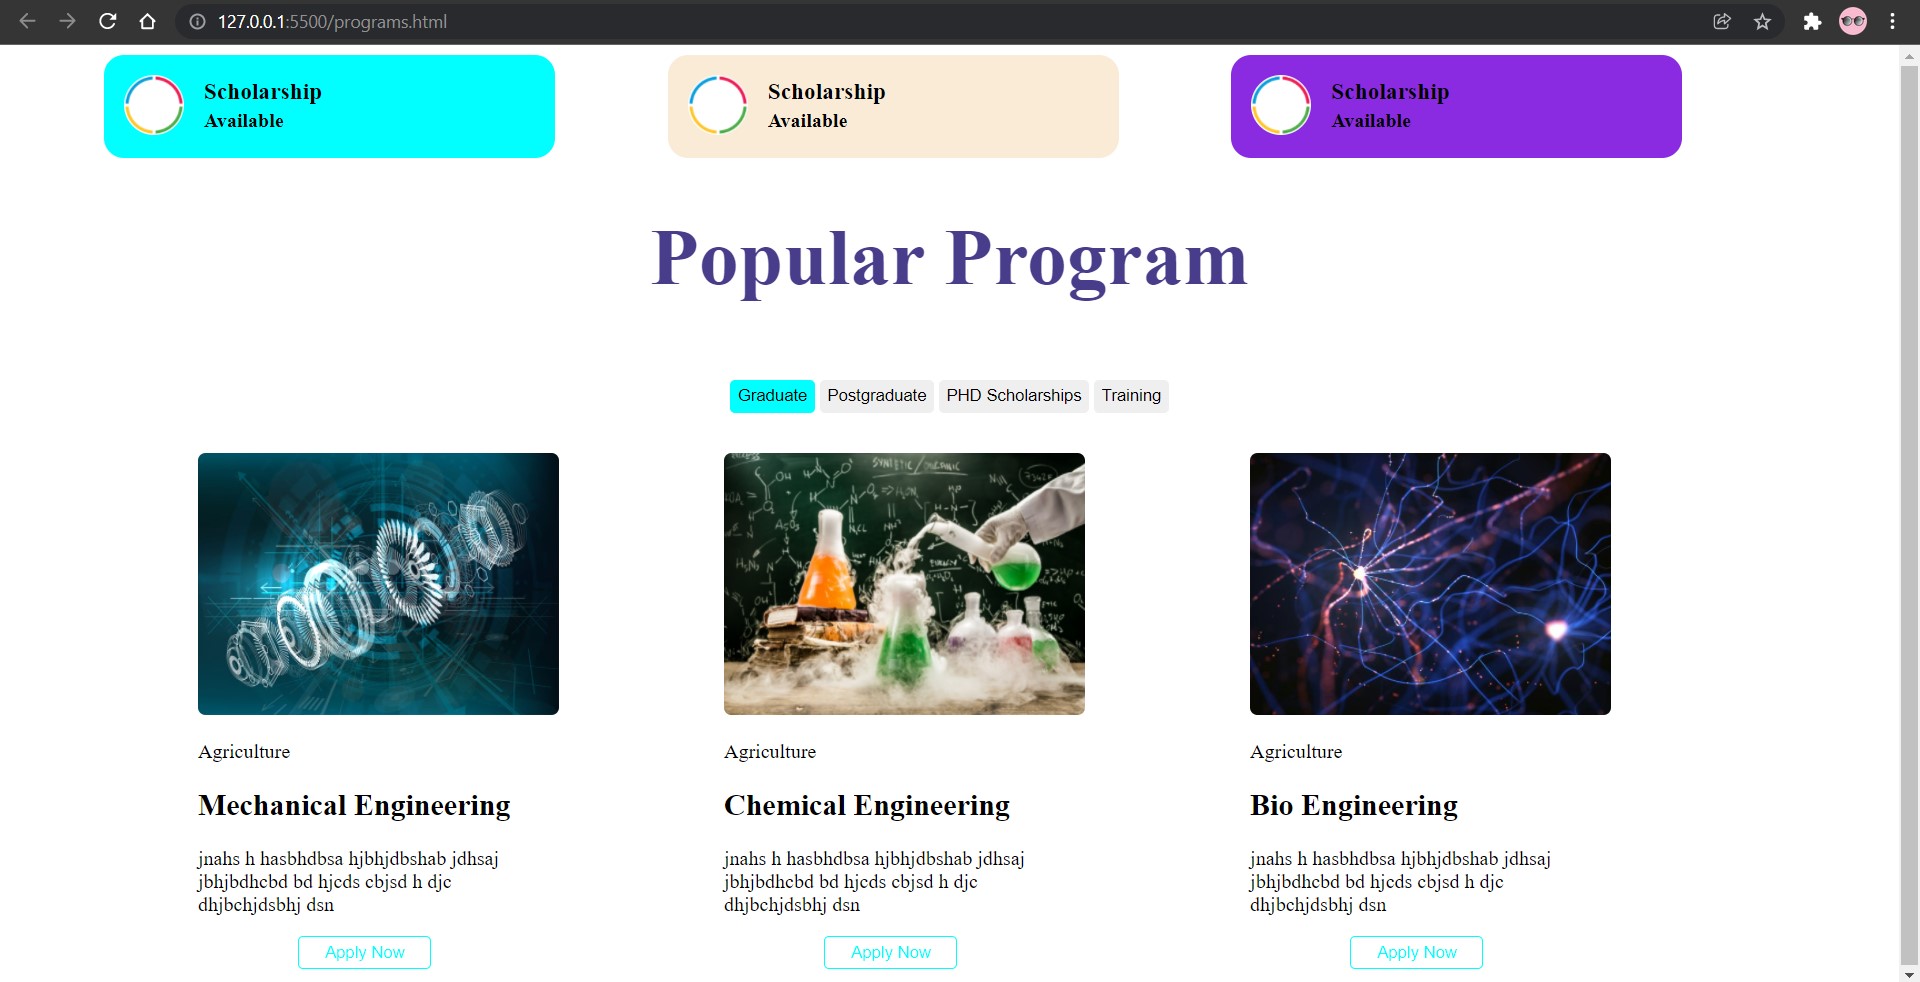 127.0.0.1:5500/programs.html
Scholarship
Available
Scholarship
Available
Scholarship
Available
Popular Program
Graduate Postgraduate PHD Scholarships Training
SYNTETIC/ORGANIC
Agriculture
Mechanical Engineering
jnahs h hasbhdbsa hjbhjdbshab jdhsaj
jbhjbdhcbd bd hjcds cbjsd h djc
dhjbchjdsbhj dsn
Apply Now
Agriculture
Chemical Engineering
jnahs h hasbhdbsa hjbhjdbshab jdhsaj
jbhjbdhcbd bd hjcds cbjsd h djc
dhjbchjdsbhj dsn
Apply Now
Agriculture
Bio Engineering
jnahs h hasbhdbsa hjbhjdbshab jdhsaj
jbhjbdhcbd bd hjcds cbjsd h djc
dhjbchjdsbhj dsn
Apply Now